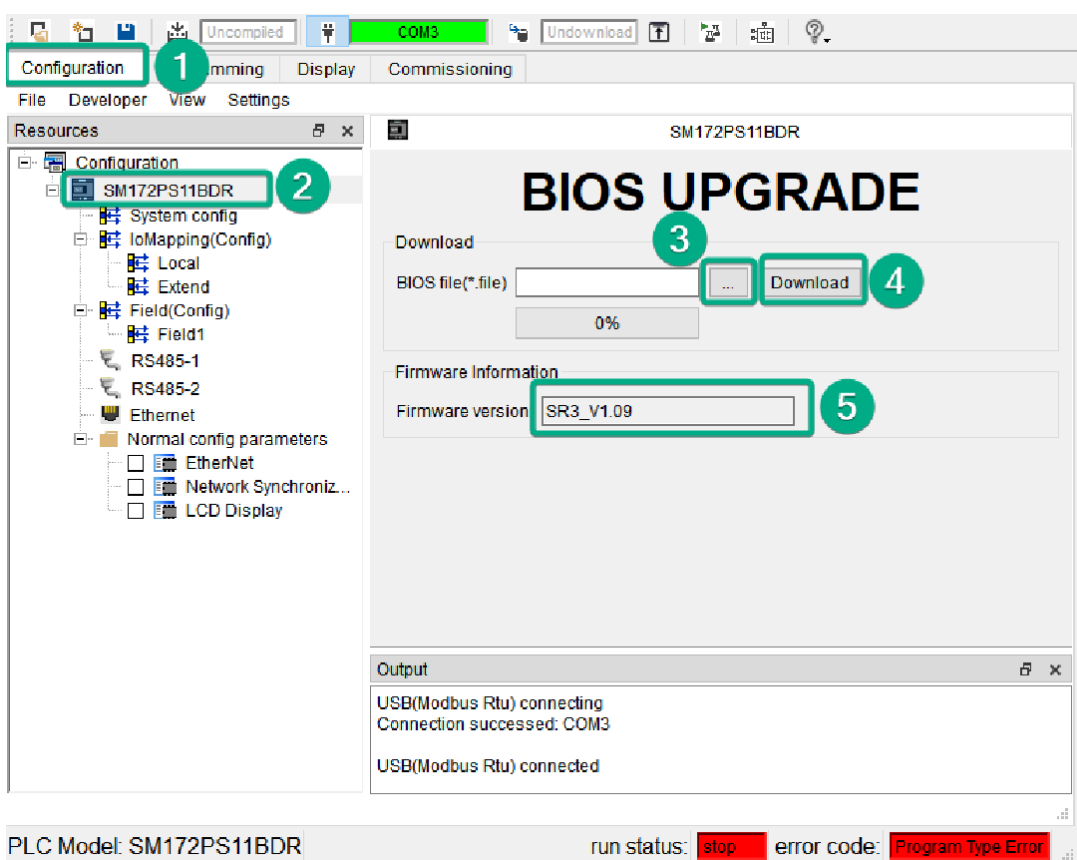 Uncompiled COM3 Undownload
Configuration 1 mming Display Commissioning
File Developer View Settings
Resources
Configuration
SM172PS11BDR 2
System config
IoMapping(Config)
Local
Extend
Field(Config)
Field1
RS485-1
RS485-2
Ethernet
Normal config parameters
EtherNet
Network Synchroniz...
LCD Display
SM172PS11BDR
BIOS UPGRADE
Download 3
BIOS file(*.file) ... Download 4
0%
Firmware Information
Firmware version SR3_V1.09 5
Output
USB(Modbus Rtu) connecting
Connection successed: COM3
USB(Modbus Rtu) connected
PLC Model: SM172PS11BDR run status: stop error code: Program Type Error